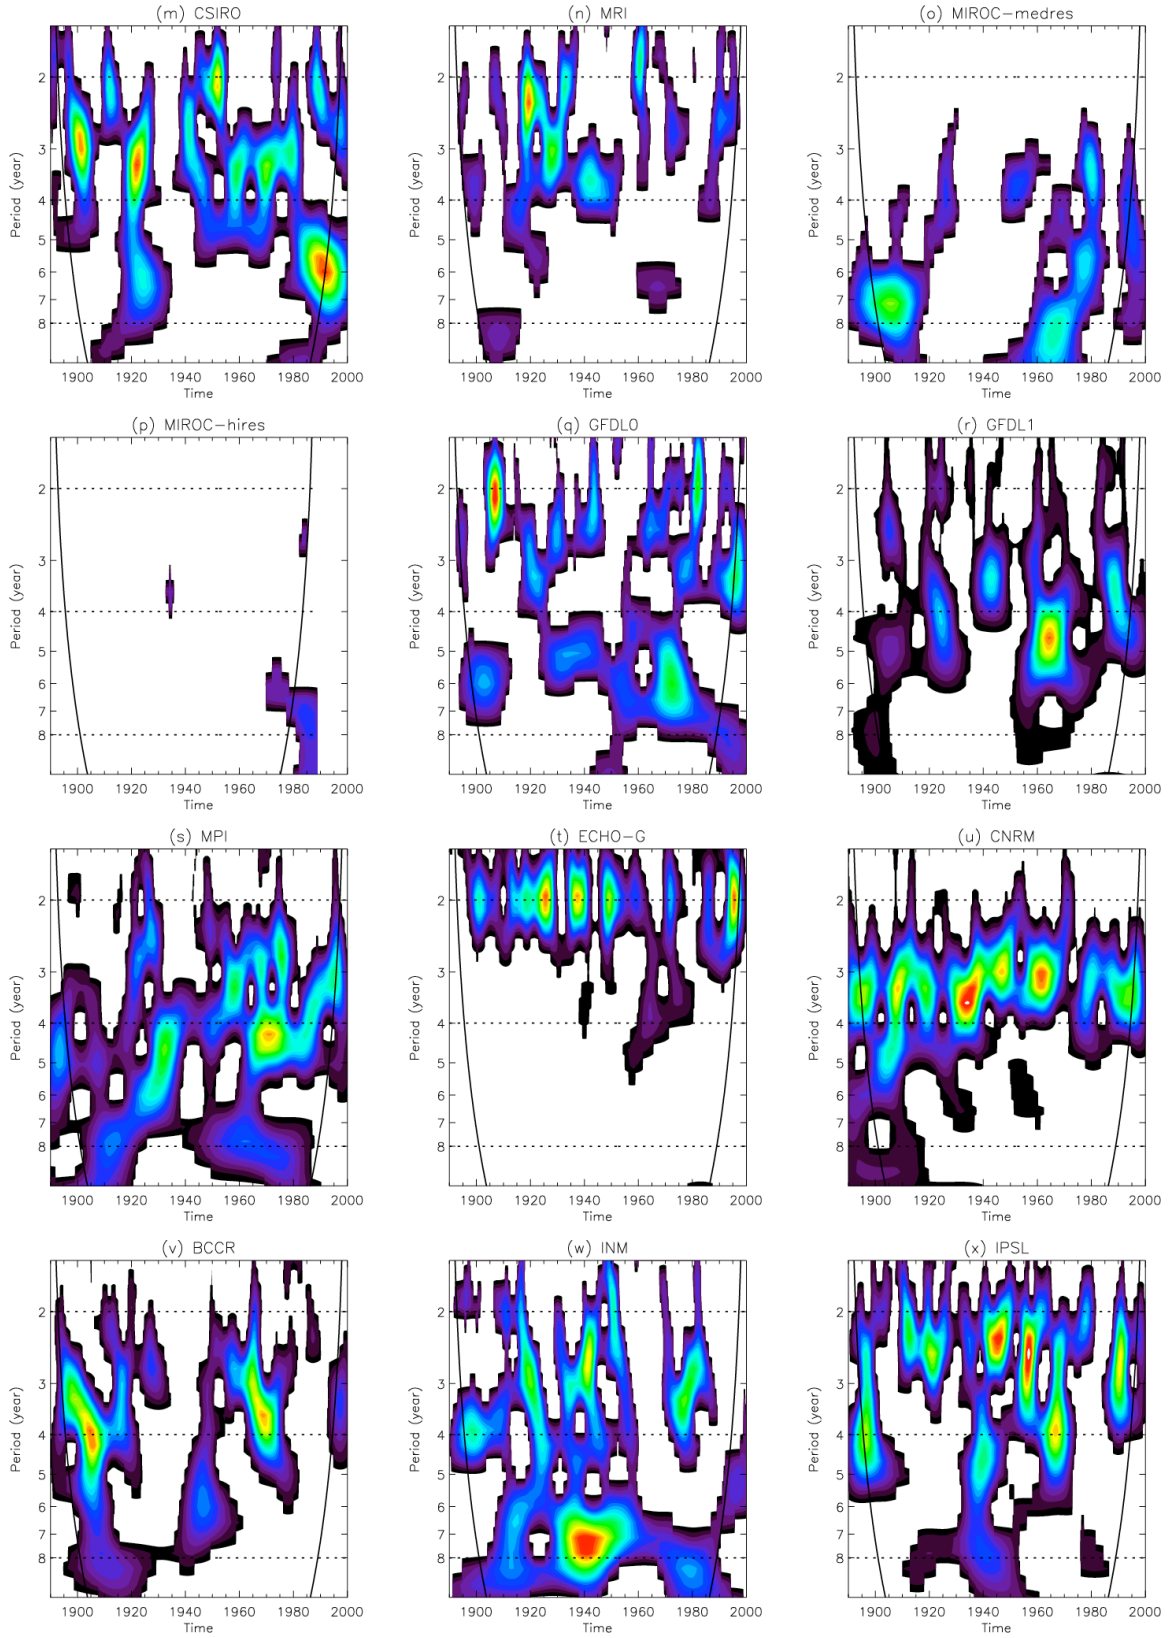 (m) CSIRO
(n) MRI
(o) MIROC−medres
Period (year)
2
3
4
5
6
7
8
1900 1920 1940 1960 1980 2000
Time
Period (year)
2
3
4
5
6
7
8
1900 1920 1940 1960 1980 2000
Time
Period (year)
2
3
4
5
6
7
8
1900 1920 1940 1960 1980 2000
Time
(p) MIROC−hires
(q) GFDL0
(r) GFDL1
Period (year)
2
3
4
5
6
7
8
1900 1920 1940 1960 1980 2000
Time
Period (year)
2
3
4
5
6
7
8
1900 1920 1940 1960 1980 2000
Time
Period (year)
2
3
4
5
6
7
8
1900 1920 1940 1960 1980 2000
Time
(s) MPI
(t) ECHO−G
(u) CNRM
Period (year)
2
3
4
5
6
7
8
1900 1920 1940 1960 1980 2000
Time
Period (year)
2
3
4
5
6
7
8
1900 1920 1940 1960 1980 2000
Time
Period (year)
2
3
4
5
6
7
8
1900 1920 1940 1960 1980 2000
Time
(v) BCCR
(w) INM
(x) IPSL
Period (year)
2
3
4
5
6
7
8
1900 1920 1940 1960 1980 2000
Time
Period (year)
2
3
4
5
6
7
8
1900 1920 1940 1960 1980 2000
Time
Period (year)
2
3
4
5
6
7
8
1900 1920 1940 1960 1980 2000
Time